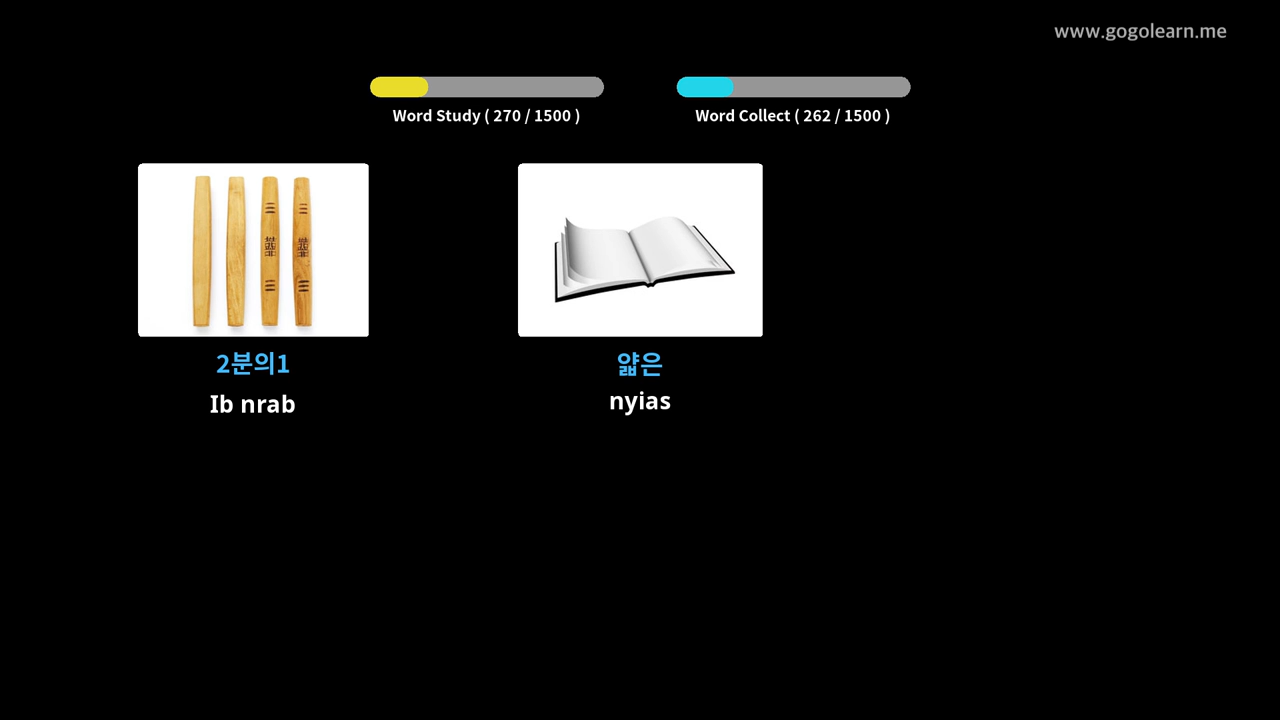 www.gogolearn.me
Word Study ( 270 / 1500 )
Word Collect ( 262 / 1500 )
2분의1
Ib nrab
얇은
nyias